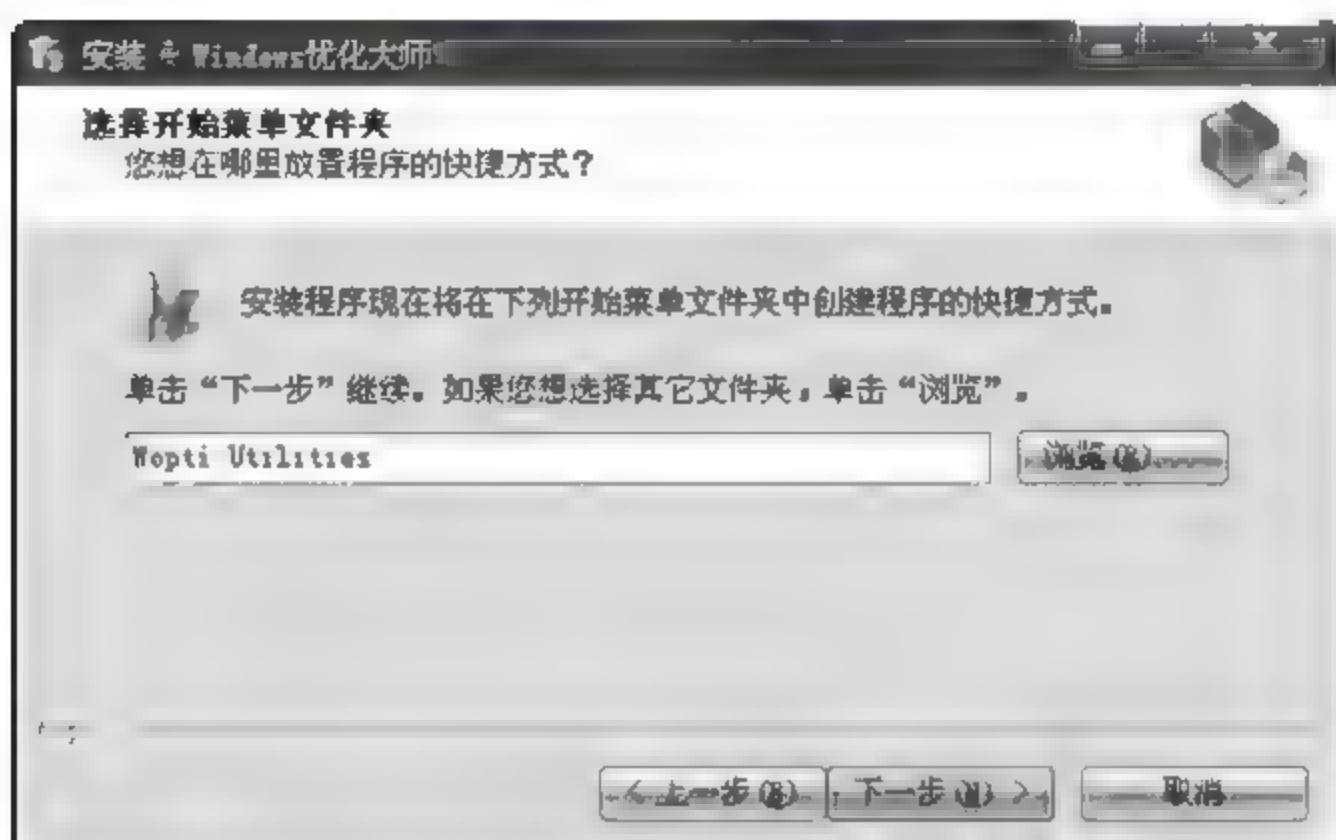 安装 - Windows优化大师
选择开始菜单文件夹
您想在哪里放置程序的快捷方式？
安装程序现在将在下列开始菜单文件夹中创建程序的快捷方式。
单击“下一步”继续。如果您想选择其它文件夹，单击“浏览”。
Wopti Utilities
浏览(R)
< 上一步(B)
下一步(N) >
取消